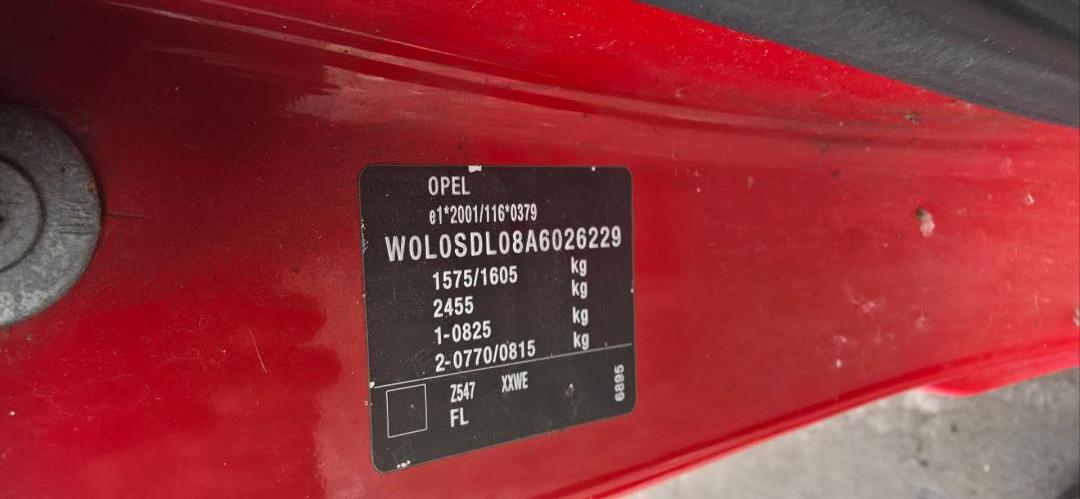 OPEL
e1*2001/116*0379
W0L0SDL08A6026229
1575/1605 kg
2455 kg
1-0825 kg
2-0770/0815 kg
Z547 XXWE
FL
6895